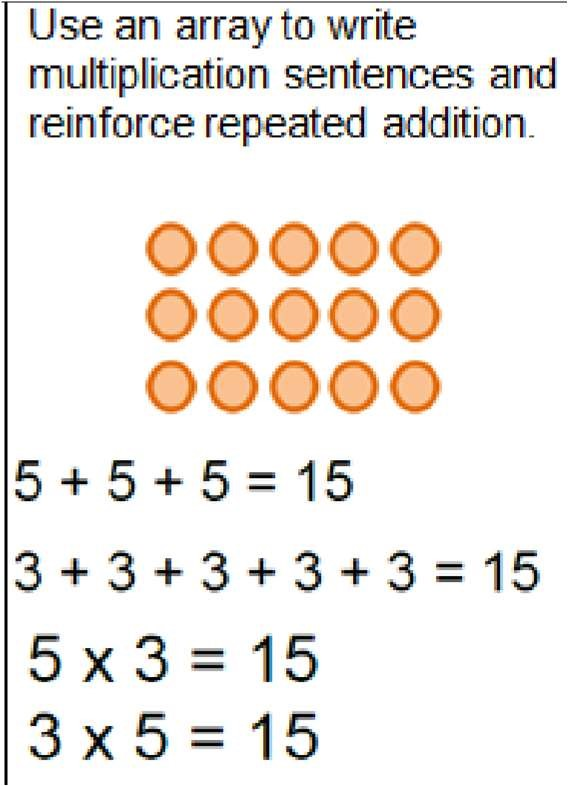 Use an array to write
multiplication sentences and
reinforce repeated addition.
5 + 5 + 5 = 15
3 + 3 + 3 + 3 + 3 = 15
5 x 3 = 15
3 x 5 = 15